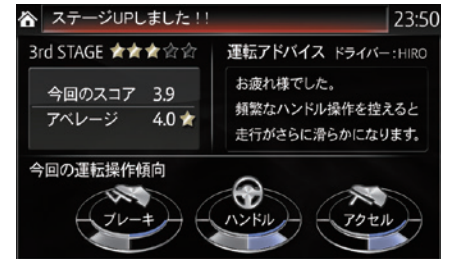 ステージUPしました!!
23:50
3rd STAGE ★★★☆☆
今回のスコア 3.9
アベレージ 4.0 ★
運転アドバイス ドライバー:HIRO
お疲れ様でした。
頻繁なハンドル操作を控えると
走行がさらに滑らかになります。
今回の運転操作傾向
ブレーキ
ハンドル
アクセル